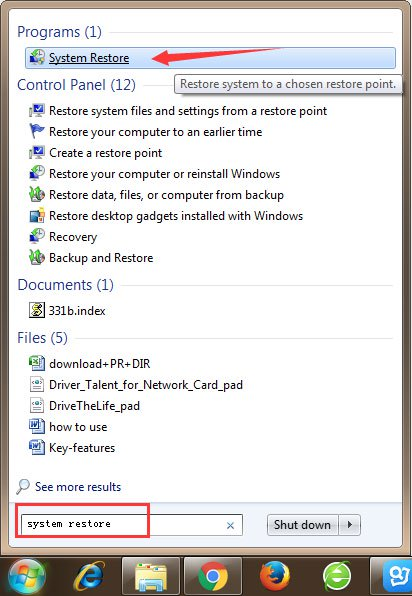 Programs (1)
System Restore
Restore system to a chosen restore point.
Control Panel (12)
Restore system files and settings from a restore point
Restore your computer to an earlier time
Create a restore point
Restore your computer or reinstall Windows
Restore data, files, or computer from backup
Restore desktop gadgets installed with Windows
Recovery
Backup and Restore
Documents (1)
331b.index
Files (5)
download+PR+DIR
Driver_Talent_for_Network_Card_pad
DriveTheLife_pad
how to use
Key-features
See more results
system restore
Shut down